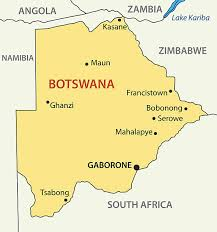 ANGOLA
ZAMBIA
Lake Kariba
Kasane
NAMIBIA
ZIMBABWE
Maun
BOTSWANA
Francistown
Ghanzi
Bobonong
Serowe
Mahalapye
GABORONE
Tsabong
SOUTH AFRICA